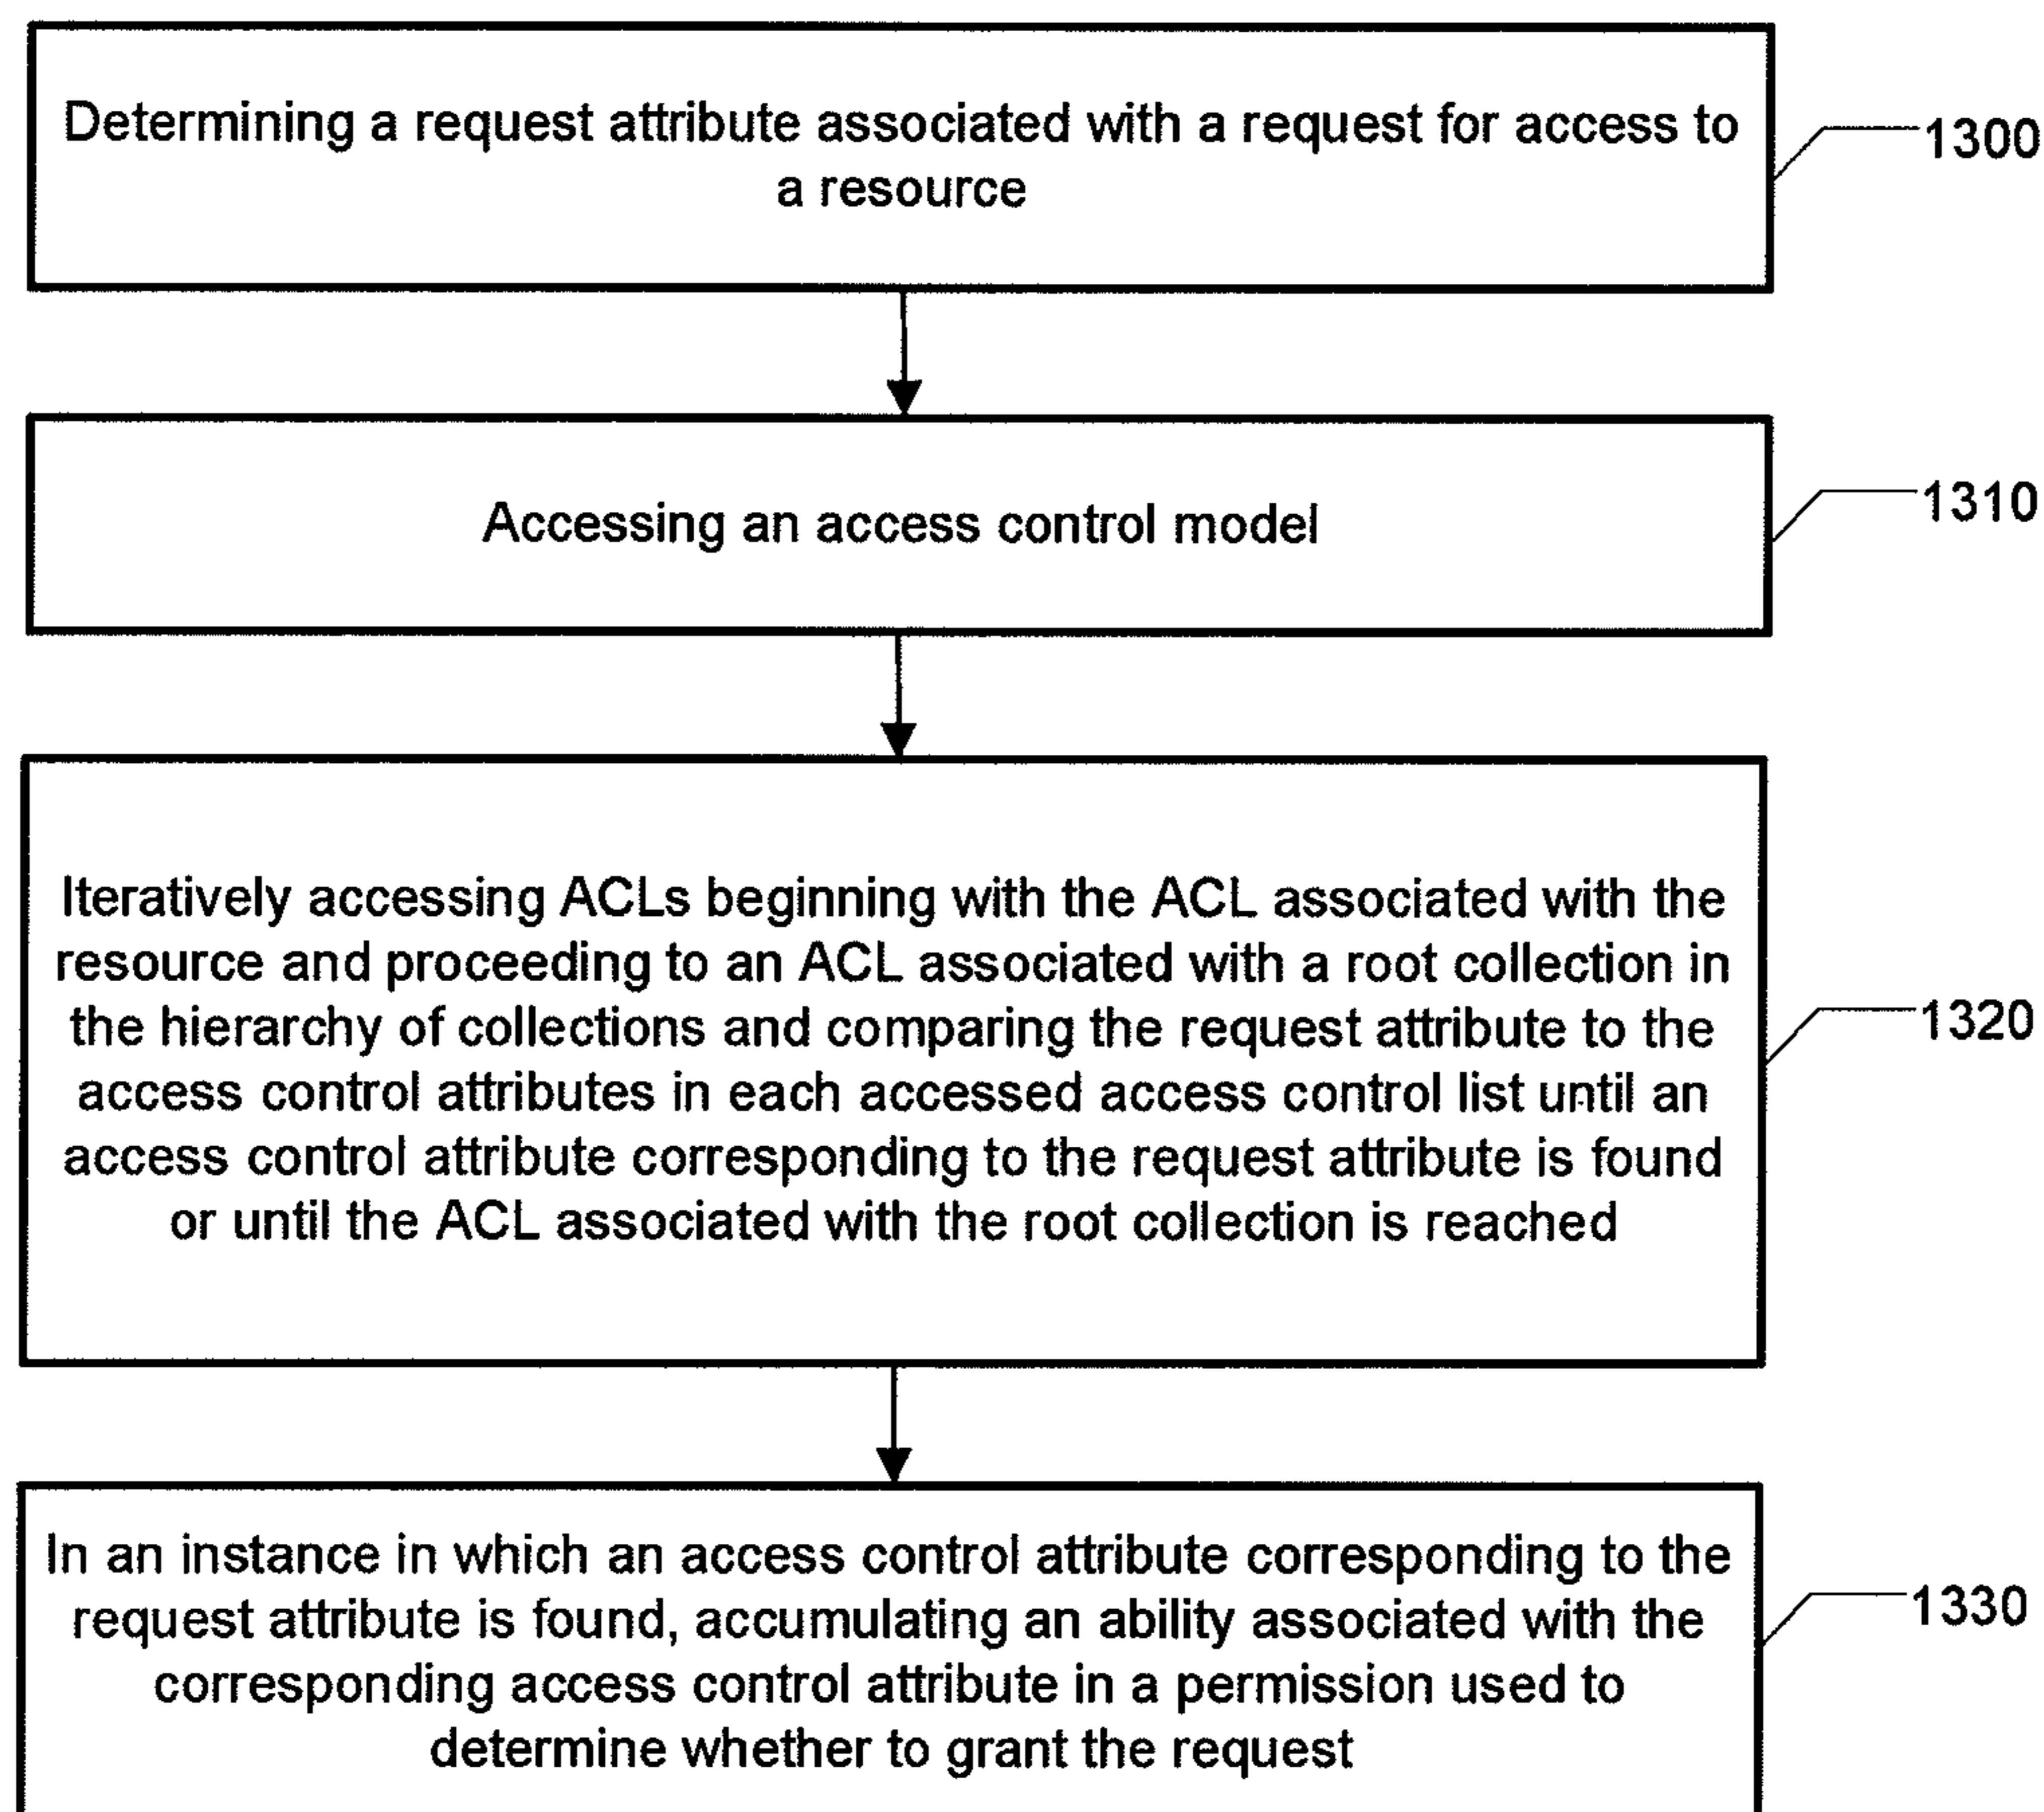 Determining a request attribute associated with a request for access to
a resource
1300
Accessing an access control model
1310
Iteratively accessing ACLs beginning with the ACL associated with the
resource and proceeding to an ACL associated with a root collection in
the hierarchy of collections and comparing the request attribute to the
access control attributes in each accessed access control list until an
access control attribute corresponding to the request attribute is found
or until the ACL associated with the root collection is reached
1320
In an instance in which an access control attribute corresponding to the
request attribute is found, accumulating an ability associated with the
corresponding access control attribute in a permission used to
determine whether to grant the request
1330